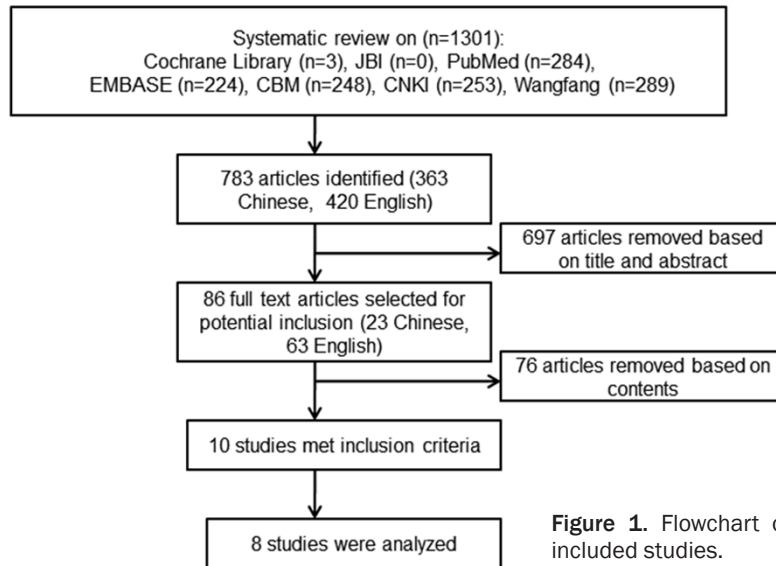 Systematic review on (n=1301):
Cochrane Library (n=3), JBI (n=0), PubMed (n=284),
EMBASE (n=224), CBM (n=248), CNKI (n=253), Wangfang (n=289)
783 articles identified (363
Chinese, 420 English)
697 articles removed based
on title and abstract
86 full text articles selected for
potential inclusion (23 Chinese,
63 English)
76 articles removed based on
contents
10 studies met inclusion criteria
8 studies were analyzed
Figure 1. Flowchart
included studies.